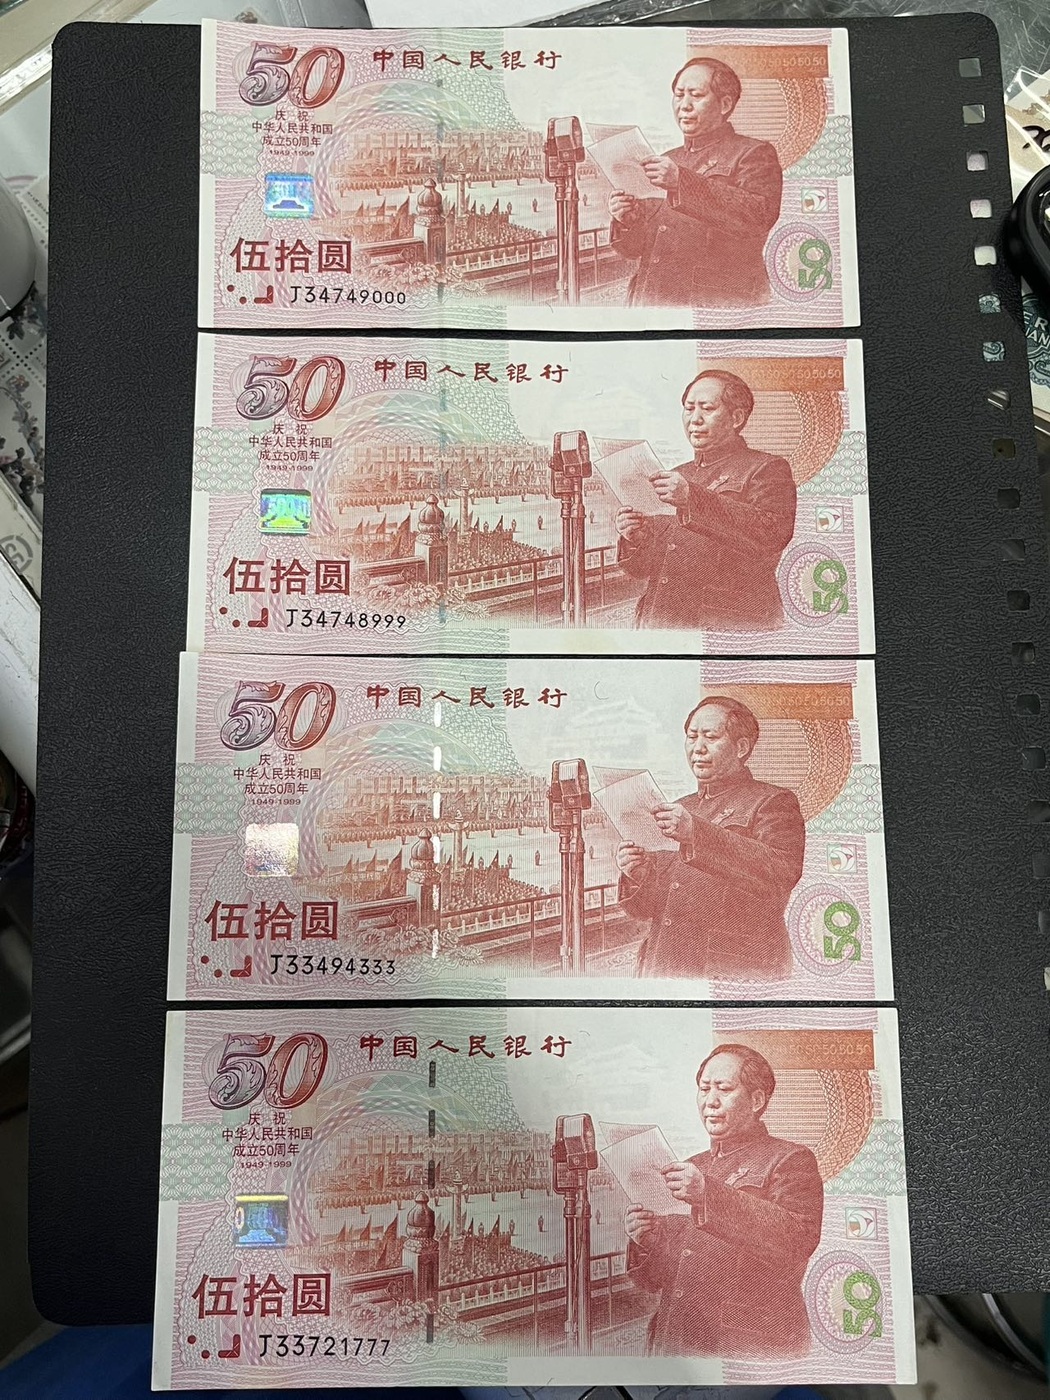 50
中国人民银行
庆祝
中华人民共和国
成立50周年
1949-1999
伍拾圆
J34749000
50
50
中国人民银行
庆祝
中华人民共和国
成立50周年
1949-1999
伍拾圆
J34748999
50
50
中国人民银行
庆祝
中华人民共和国
成立50周年
1949-1999
伍拾圆
J33494333
50
50
中国人民银行
庆祝
中华人民共和国
成立50周年
1949-1999
伍拾圆
J33721777
50